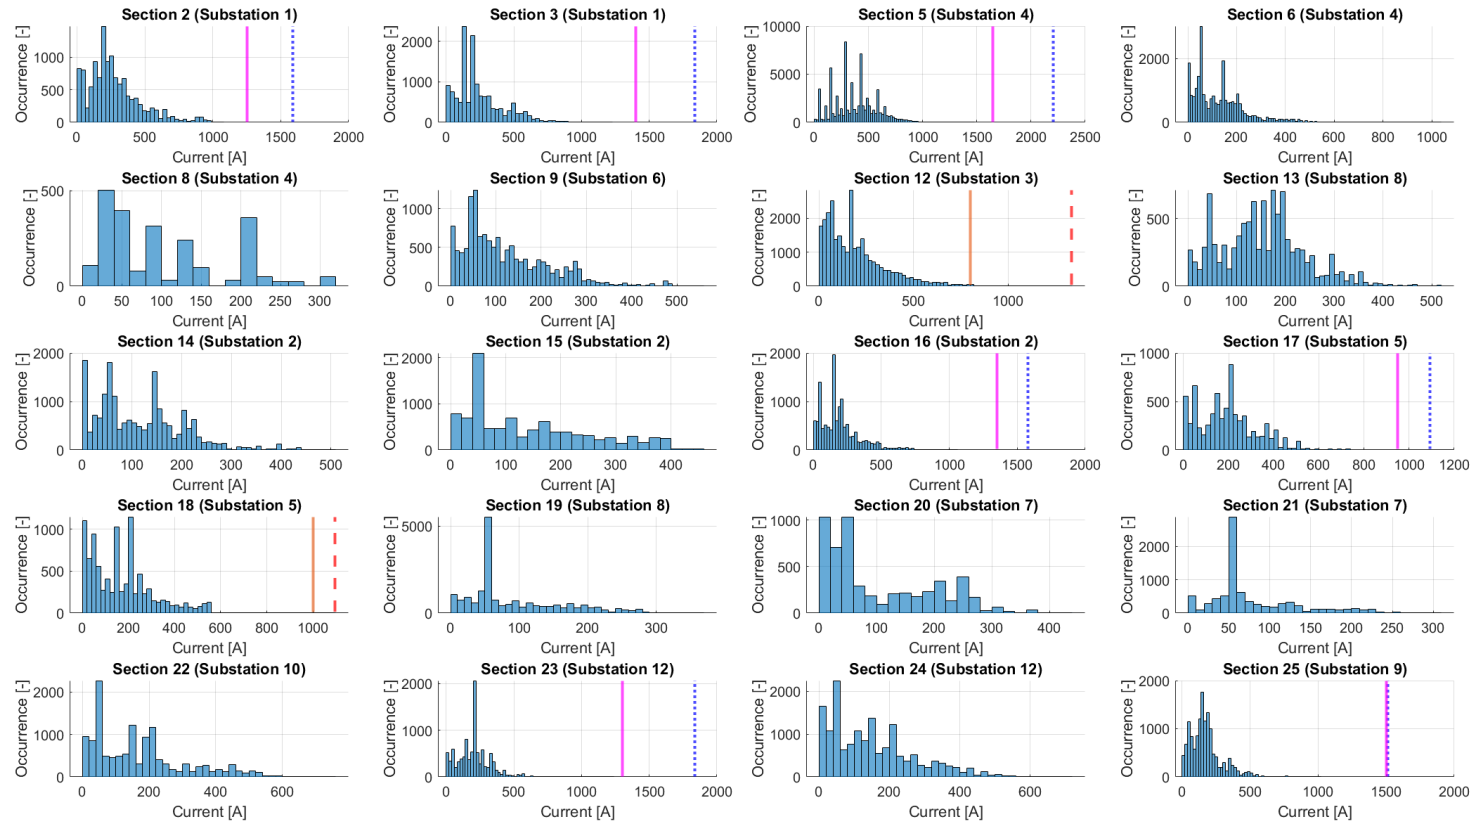 Section 2 (Substation 1)
Occurrence [-]
1000
500
0
0 500 1000 1500 2000
Current [A]
Section 3 (Substation 1)
Occurrence [-]
2000
1000
0
0 500 1000 1500 2000
Current [A]
Section 5 (Substation 4)
Occurrence [-]
10000
5000
0
0 500 1000 1500 2000 2500
Current [A]
Section 6 (Substation 4)
Occurrence [-]
2000
0
0 200 400 600 800 1000
Current [A]
Section 8 (Substation 4)
Occurrence [-]
500
0
0 50 100 150 200 250 300
Current [A]
Section 9 (Substation 6)
Occurrence [-]
1000
500
0
0 100 200 300 400 500
Current [A]
Section 12 (Substation 3)
Occurrence [-]
2000
1000
0
0 500 1000
Current [A]
Section 13 (Substation 8)
Occurrence [-]
500
0
0 100 200 300 400 500
Current [A]
Section 14 (Substation 2)
Occurrence [-]
2000
1000
0
0 100 200 300 400 500
Current [A]
Section 15 (Substation 2)
Occurrence [-]
2000
1000
0
0 100 200 300 400
Current [A]
Section 16 (Substation 2)
Occurrence [-]
2000
1000
0
0 500 1000 1500 2000
Current [A]
Section 17 (Substation 5)
Occurrence [-]
1000
500
0
0 200 400 600 800 1000 1200
Current [A]
Section 18 (Substation 5)
Occurrence [-]
1000
500
0
0 200 400 600 800 1000
Current [A]
Section 19 (Substation 8)
Occurrence [-]
5000
0
0 100 200 300
Current [A]
Section 20 (Substation 7)
Occurrence [-]
1000
500
0
0 100 200 300 400
Current [A]
Section 21 (Substation 7)
Occurrence [-]
2000
1000
0
0 50 100 150 200 250 300
Current [A]
Section 22 (Substation 10)
Occurrence [-]
2000
1000
0
0 200 400 600
Current [A]
Section 23 (Substation 12)
Occurrence [-]
2000
1000
0
0 500 1000 1500 2000
Current [A]
Section 24 (Substation 12)
Occurrence [-]
2000
1000
0
0 200 400 600
Current [A]
Section 25 (Substation 9)
Occurrence [-]
2000
1000
0
0 500 1000 1500 2000
Current [A]